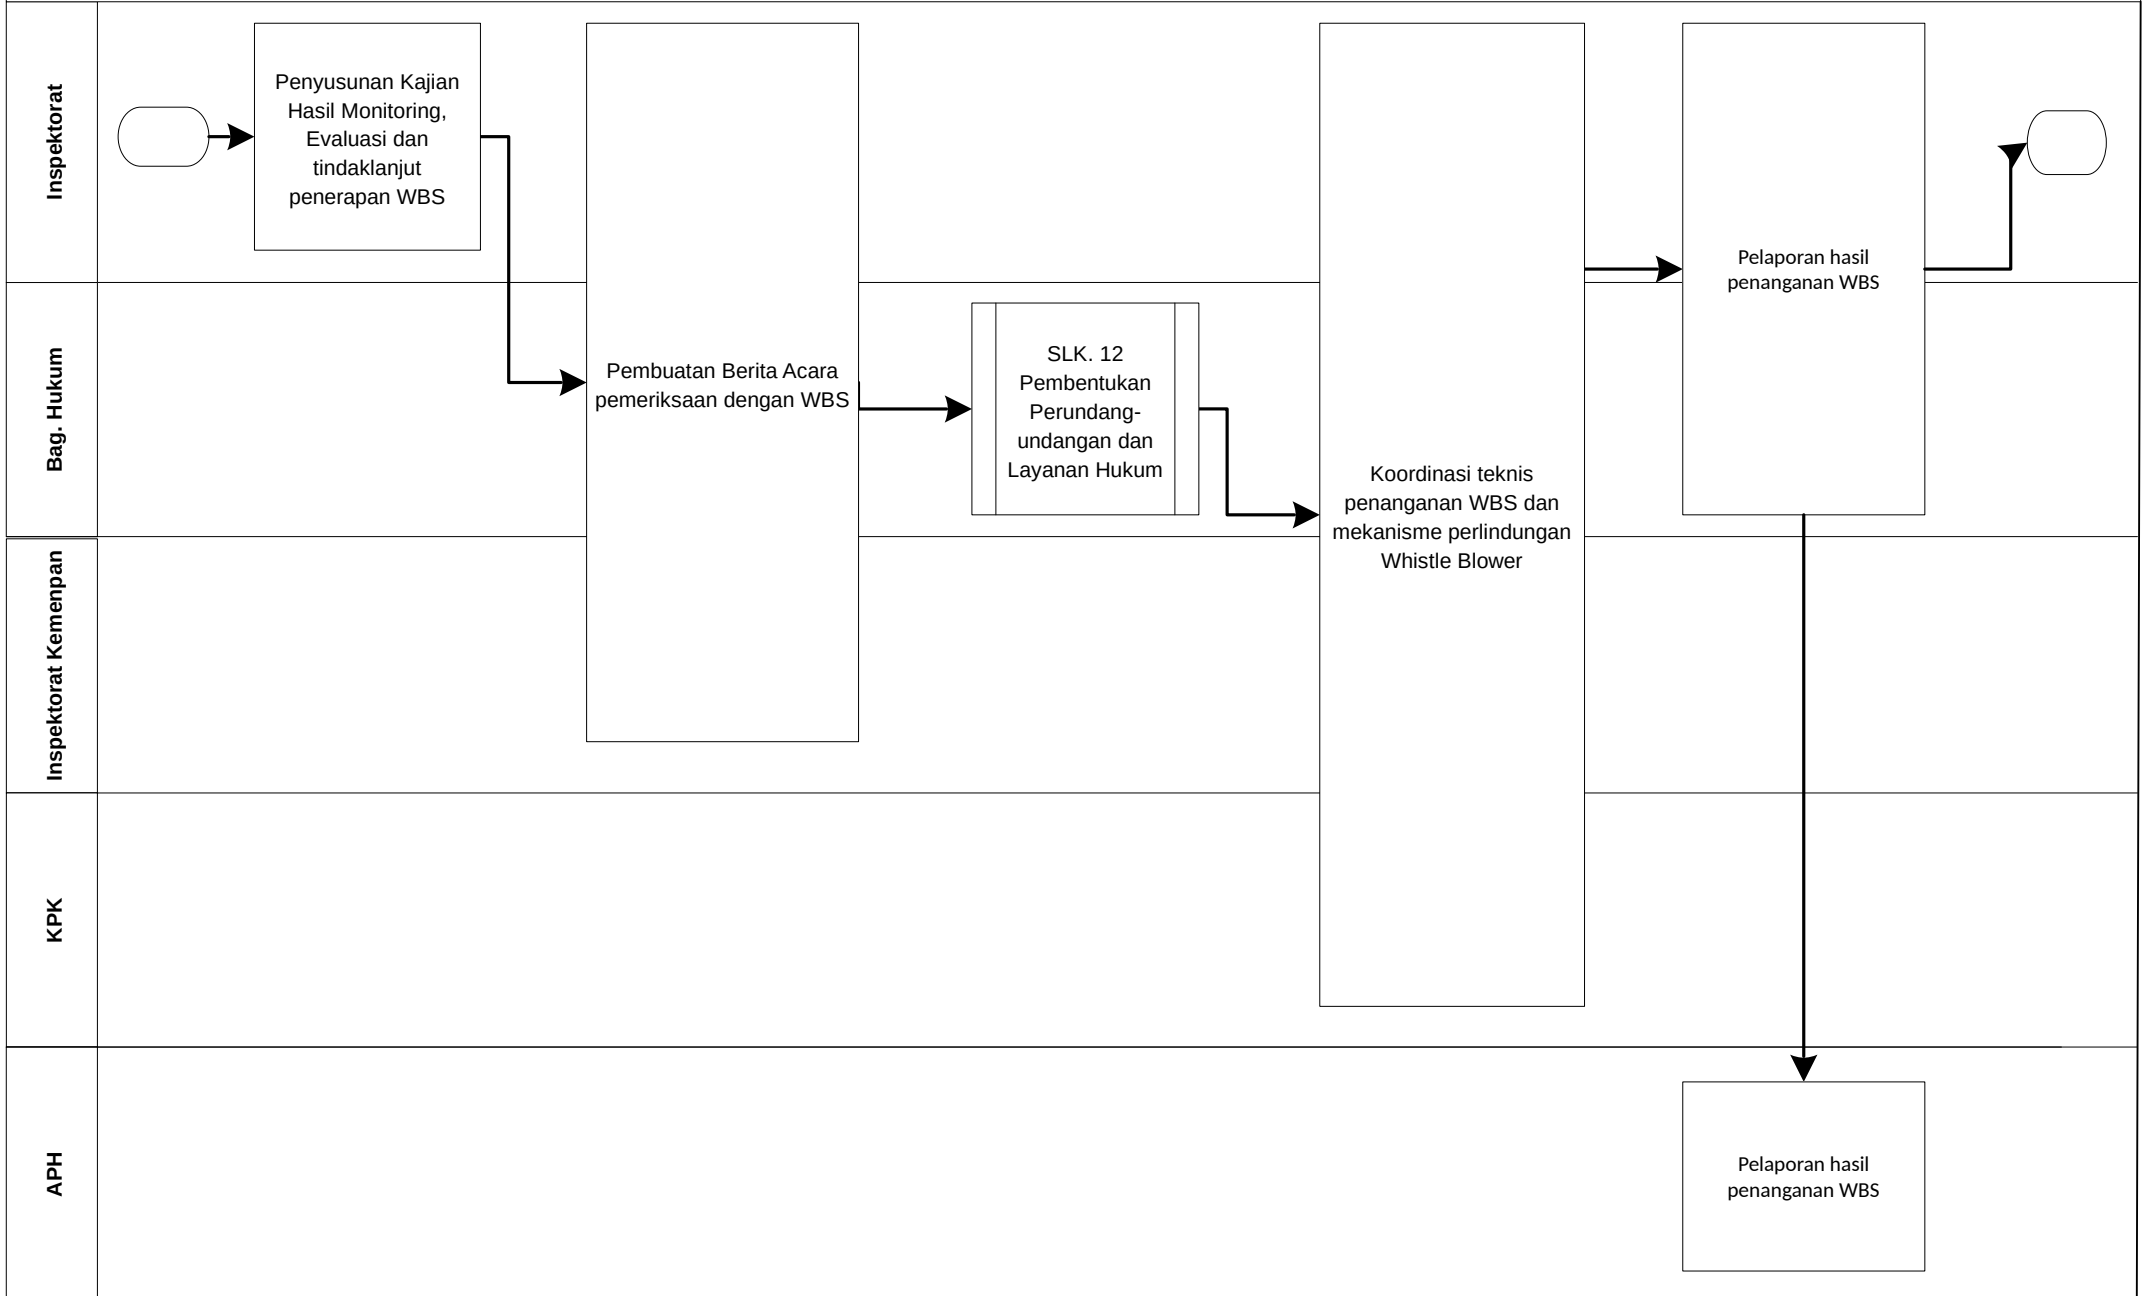 Inspektorat
Penyusunan Kajian
Hasil Monitoring,
Evaluasi dan
tindaklanjut
penerapan WBS
Pelaporan hasil
penanganan WBS
Bag. Hukum
Pembuatan Berita Acara
pemeriksaan dengan WBS
SLK. 12
Pembentukan
Perundang-
undangan dan
Layanan Hukum
Koordinasi teknis
penanganan WBS dan
mekanisme perlindungan
Whistle Blower
Inspektorat Kemenpan
KPK
APH
Pelaporan hasil
penanganan WBS